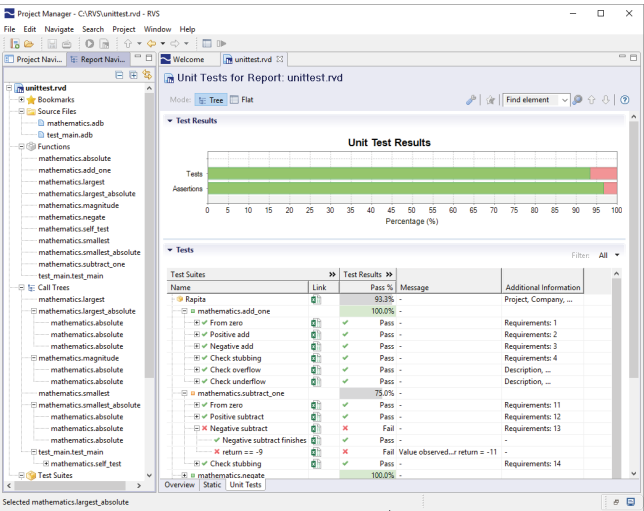 Project Manager - C:\RVS\unittest.rvd - RVS
File Edit Navigate Search Project Window Help
Project Navi... Report Navi...
Welcome unittest.rvd
unittest.rvd
Bookmarks
Source Files
mathematics.adb
test_main.adb
Functions
mathematics.absolute
mathematics.add_one
mathematics.largest
mathematics.largest_absolute
mathematics.magnitude
mathematics.negate
mathematics.self_test
mathematics.smallest
mathematics.smallest_absolute
mathematics.subtract_one
test_main.test_main
Call Trees
mathematics.largest
mathematics.largest_absolute
mathematics.absolute
mathematics.absolute
mathematics.magnitude
mathematics.absolute
mathematics.absolute
mathematics.smallest
mathematics.smallest_absolute
mathematics.absolute
mathematics.absolute
mathematics.absolute
test_main.test_main
mathematics.self_test
Test Suites
Unit Tests for Report: unittest.rvd
Mode: Tree Flat
Find element
Test Results
Unit Test Results
Tests
Assertions
0 5 10 15 20 25 30 35 40 45 50 55 60 65 70 75 80 85 90 95 100
Percentage (%)
Tests
Filter: All
Test Suites » Test Results »
Name Link Pass % Message Additional Information
Rapita 93.3% - Project, Company, ...
mathematics.add_one 100.0% -
From zero Pass - Requirements: 1
Positive add Pass - Requirements: 2
Negative add Pass - Requirements: 3
Check stubbing Pass - Requirements: 4
Check overflow Pass - Description, ...
Check underflow Pass - Description, ...
mathematics.subtract_one 75.0% -
From zero Pass - Requirements: 11
Positive subtract Pass - Requirements: 12
Negative subtract Fail - Requirements: 13
Negative subtract finishes Pass - -
return == -9 Fail Value observed...r return = -11 -
Check stubbing Pass - Requirements: 14
mathematics.negate 100.0% -
Overview Static Unit Tests
Selected mathematics.largest_absolute